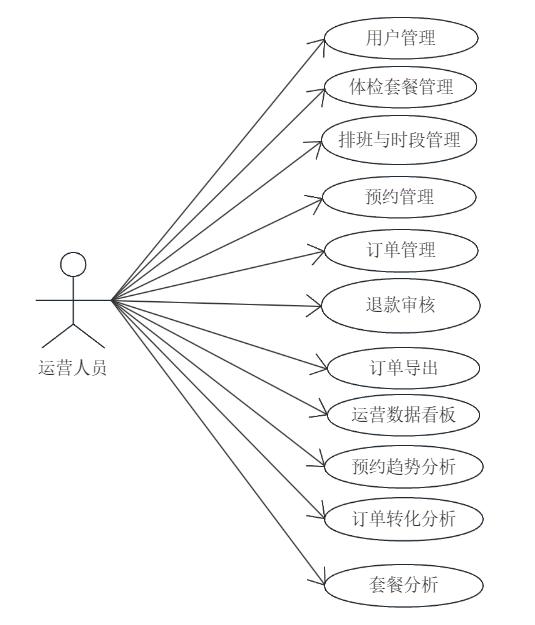 用户管理
体检套餐管理
排班与时段管理
预约管理
订单管理
退款审核
运营人员
订单导出
运营数据看板
预约趋势分析
订单转化分析
套餐分析